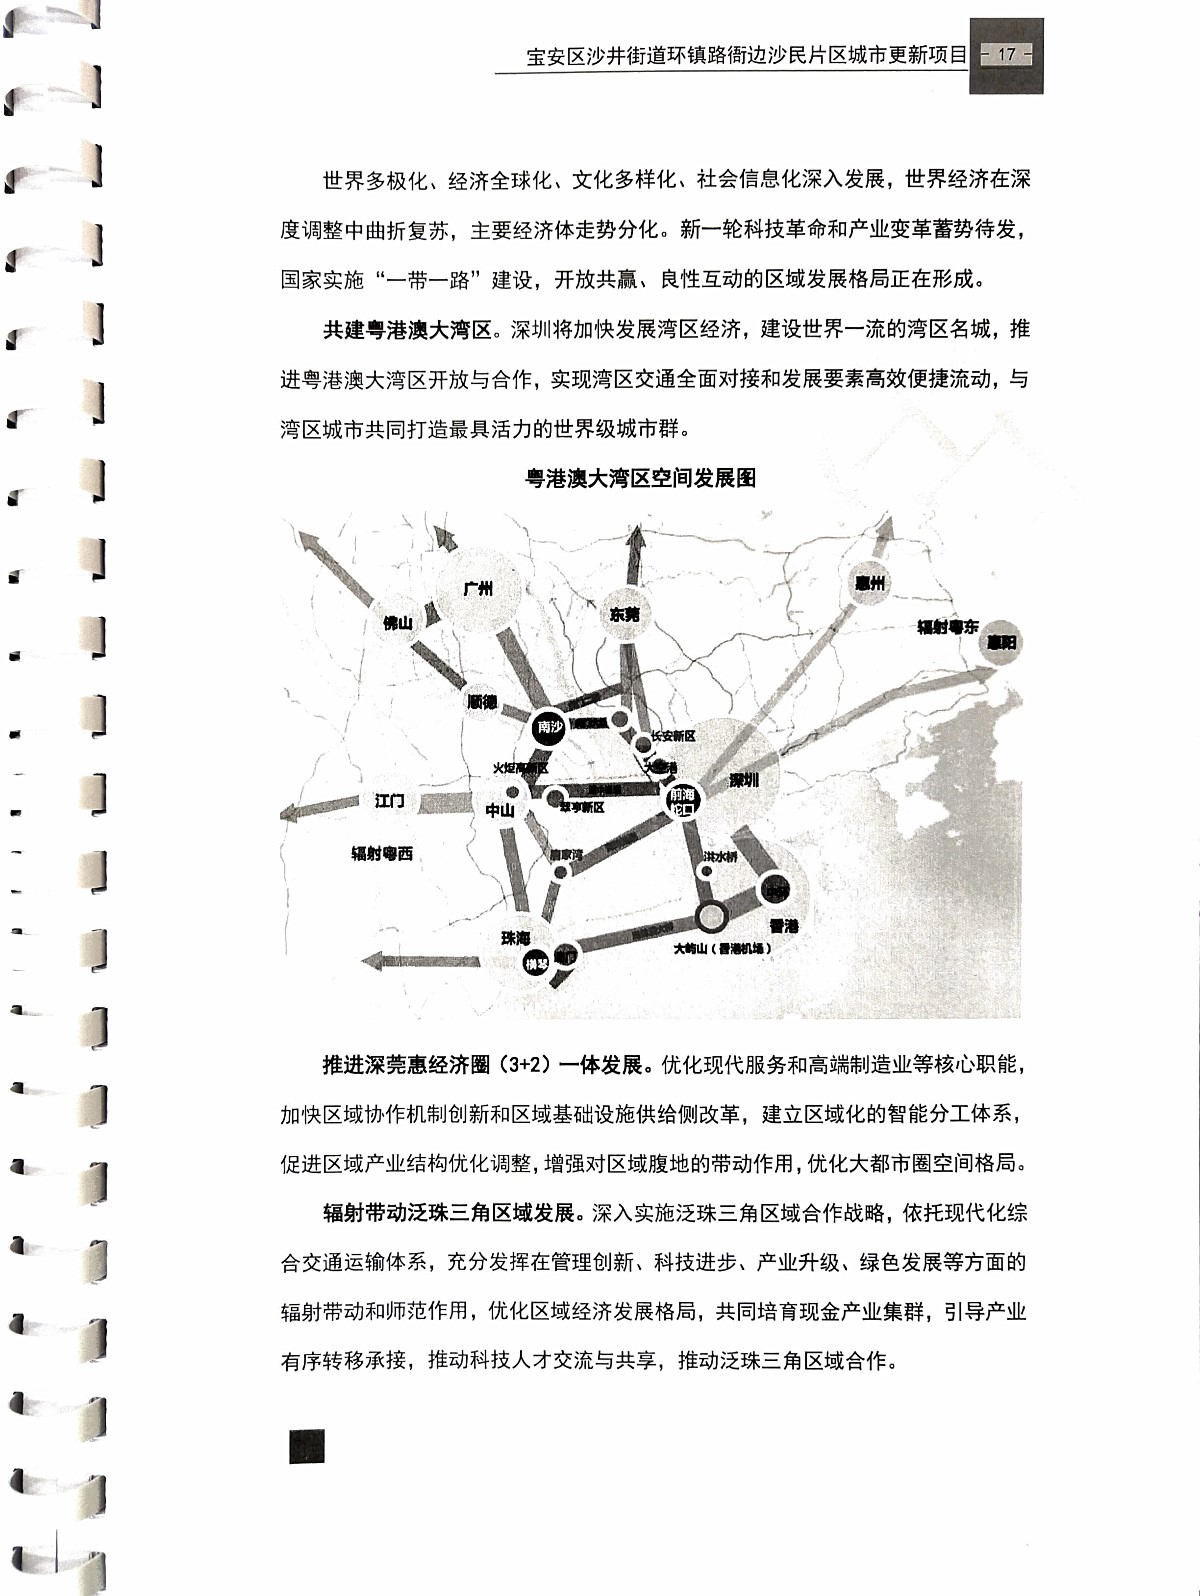 宝安区沙井街道环镇路衙边沙民片区城市更新项目
- 17 -
世界多极化、经济全球化、文化多样化、社会信息化深入发展，世界经济在深
度调整中曲折复苏，主要经济体走势分化。新一轮科技革命和产业变革蓄势待发，
国家实施“一带一路”建设，开放共赢、良性互动的区域发展格局正在形成。
共建粤港澳大湾区。深圳将加快发展湾区经济，建设世界一流的湾区名城，推
进粤港澳大湾区开放与合作，实现湾区交通全面对接和发展要素高效便捷流动，与
湾区城市共同打造最具活力的世界级城市群。
粤港澳大湾区空间发展图
广州
惠州
东莞
佛山
辐射粤东
惠阳
顺德
南沙
长安新区
火炬高新区
大空港
深圳
江门
中山
翠亨新区
前海
蛇口
辐射粤西
唐家湾
洪水桥
香港
珠海
大屿山（香港机场）
横琴
推进深莞惠经济圈（3+2）一体发展。优化现代服务和高端制造业等核心职能，
加快区域协作机制创新和区域基础设施供给侧改革，建立区域化的智能分工体系，
促进区域产业结构优化调整，增强对区域腹地的带动作用，优化大都市圈空间格局。
辐射带动泛珠三角区域发展。深入实施泛珠三角区域合作战略，依托现代化综
合交通运输体系，充分发挥在管理创新、科技进步、产业升级、绿色发展等方面的
辐射带动和师范作用，优化区域经济发展格局，共同培育现金产业集群，引导产业
有序转移承接，推动科技人才交流与共享，推动泛珠三角区域合作。